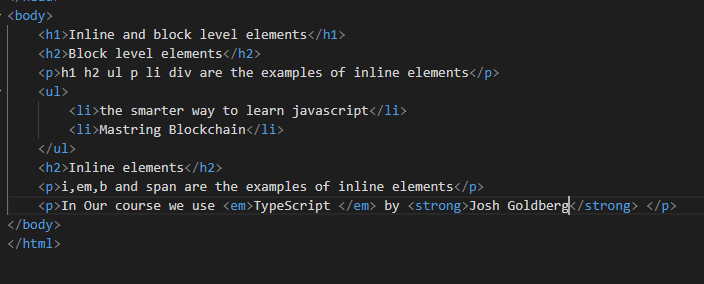 <body>
<h1>Inline and block level elements</h1>
<h2>Block level elements</h2>
<p>h1 h2 ul p li div are the examples of inline elements</p>
<ul>
<li>the smarter way to learn javascript</li>
<li>Mastring Blockchain</li>
</ul>
<h2>Inline elements</h2>
<p>i,em,b and span are the examples of inline elements</p>
<p>In Our course we use <em>TypeScript </em> by <strong>Josh Goldberg</strong> </p>
</body>
</html>